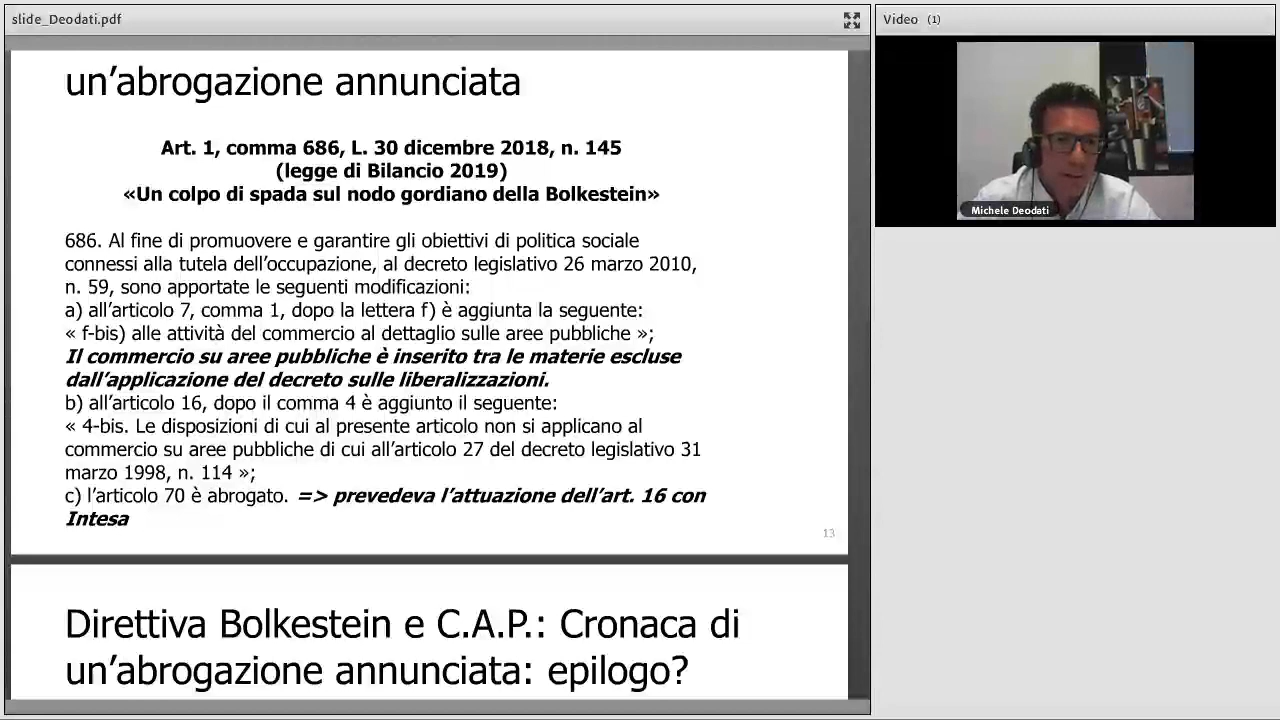 slide_Deodati.pdf
Video (1)
un’abrogazione annunciata
Art. 1, comma 686, L. 30 dicembre 2018, n. 145
(legge di Bilancio 2019)
«Un colpo di spada sul nodo gordiano della Bolkestein»
686. Al fine di promuovere e garantire gli obiettivi di politica sociale
connessi alla tutela dell’occupazione, al decreto legislativo 26 marzo 2010,
n. 59, sono apportate le seguenti modificazioni:
a) all’articolo 7, comma 1, dopo la lettera f) è aggiunta la seguente:
« f-bis) alle attività del commercio al dettaglio sulle aree pubbliche »;
Il commercio su aree pubbliche è inserito tra le materie escluse
dall’applicazione del decreto sulle liberalizzazioni.
b) all’articolo 16, dopo il comma 4 è aggiunto il seguente:
« 4-bis. Le disposizioni di cui al presente articolo non si applicano al
commercio su aree pubbliche di cui all’articolo 27 del decreto legislativo 31
marzo 1998, n. 114 »;
c) l’articolo 70 è abrogato. => prevedeva l’attuazione dell’art. 16 con
Intesa
13
Direttiva Bolkestein e C.A.P.: Cronaca di
un’abrogazione annunciata: epilogo?
Michele Deodati